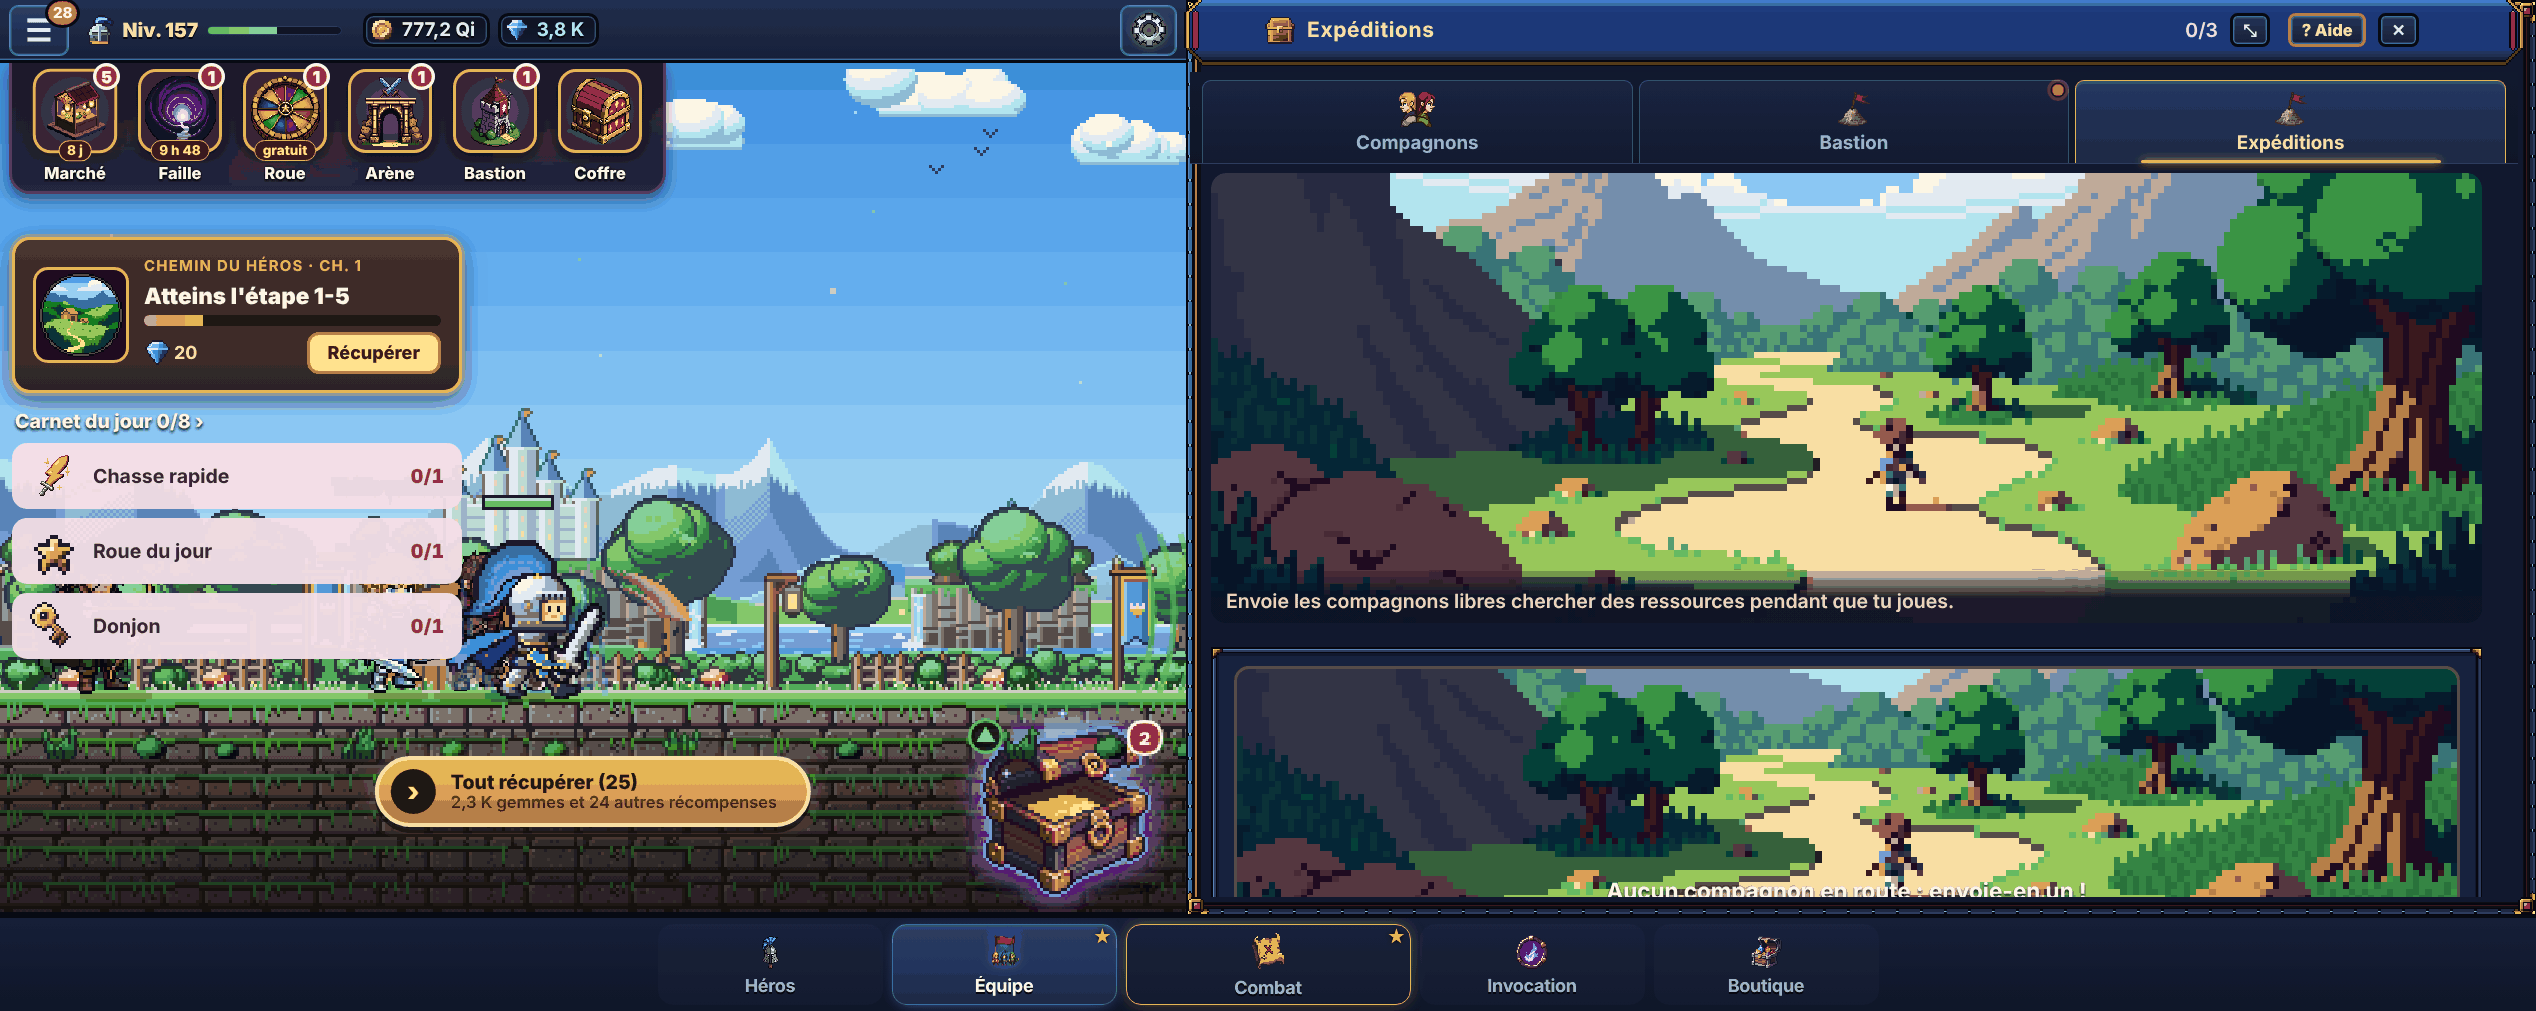 28
Niv. 157
777,2 Qi
3,8 K
5
8 j
Marché
1
9 h 48
Faille
1
gratuit
Roue
1
Arène
1
Bastion
Coffre
CHEMIN DU HÉROS · CH. 1
Atteins l'étape 1-5
20
Récupérer
Carnet du jour 0/8 ›
Chasse rapide 0/1
Roue du jour 0/1
Donjon 0/1
Tout récupérer (25)
2,3 K gemmes et 24 autres récompenses
2
Expéditions
0/3
? Aide
Compagnons
Bastion
Expéditions
Envoie les compagnons libres chercher des ressources pendant que tu joues.
Aucun compagnon en route : envoie-en un !
Héros
Équipe
Combat
Invocation
Boutique